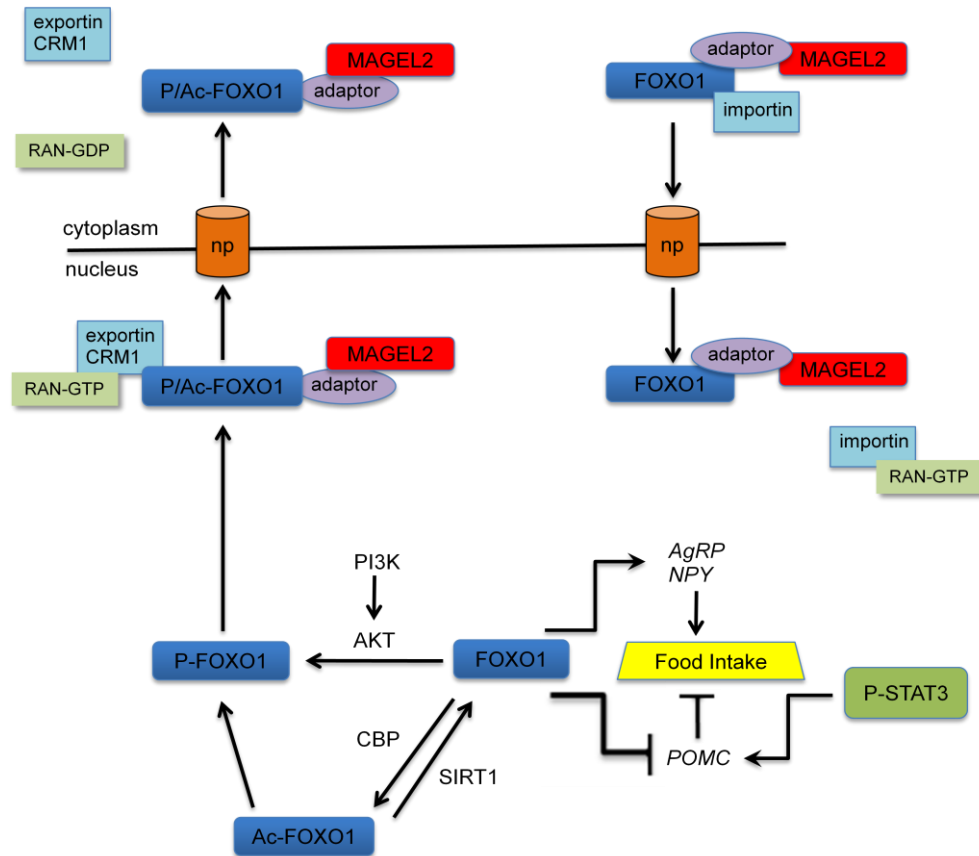 exportin
CRM1
MAGEL2
P/Ac-FOXO1
adaptor
adaptor
MAGEL2
FOXO1
importin
RAN-GDP
cytoplasm
nucleus
np
np
exportin
CRM1
MAGEL2
RAN-GTP
P/Ac-FOXO1
adaptor
adaptor
MAGEL2
FOXO1
importin
RAN-GTP
PI3K
AKT
AgRP
NPY
P-FOXO1
FOXO1
Food Intake
P-STAT3
CBP
SIRT1
POMC
Ac-FOXO1